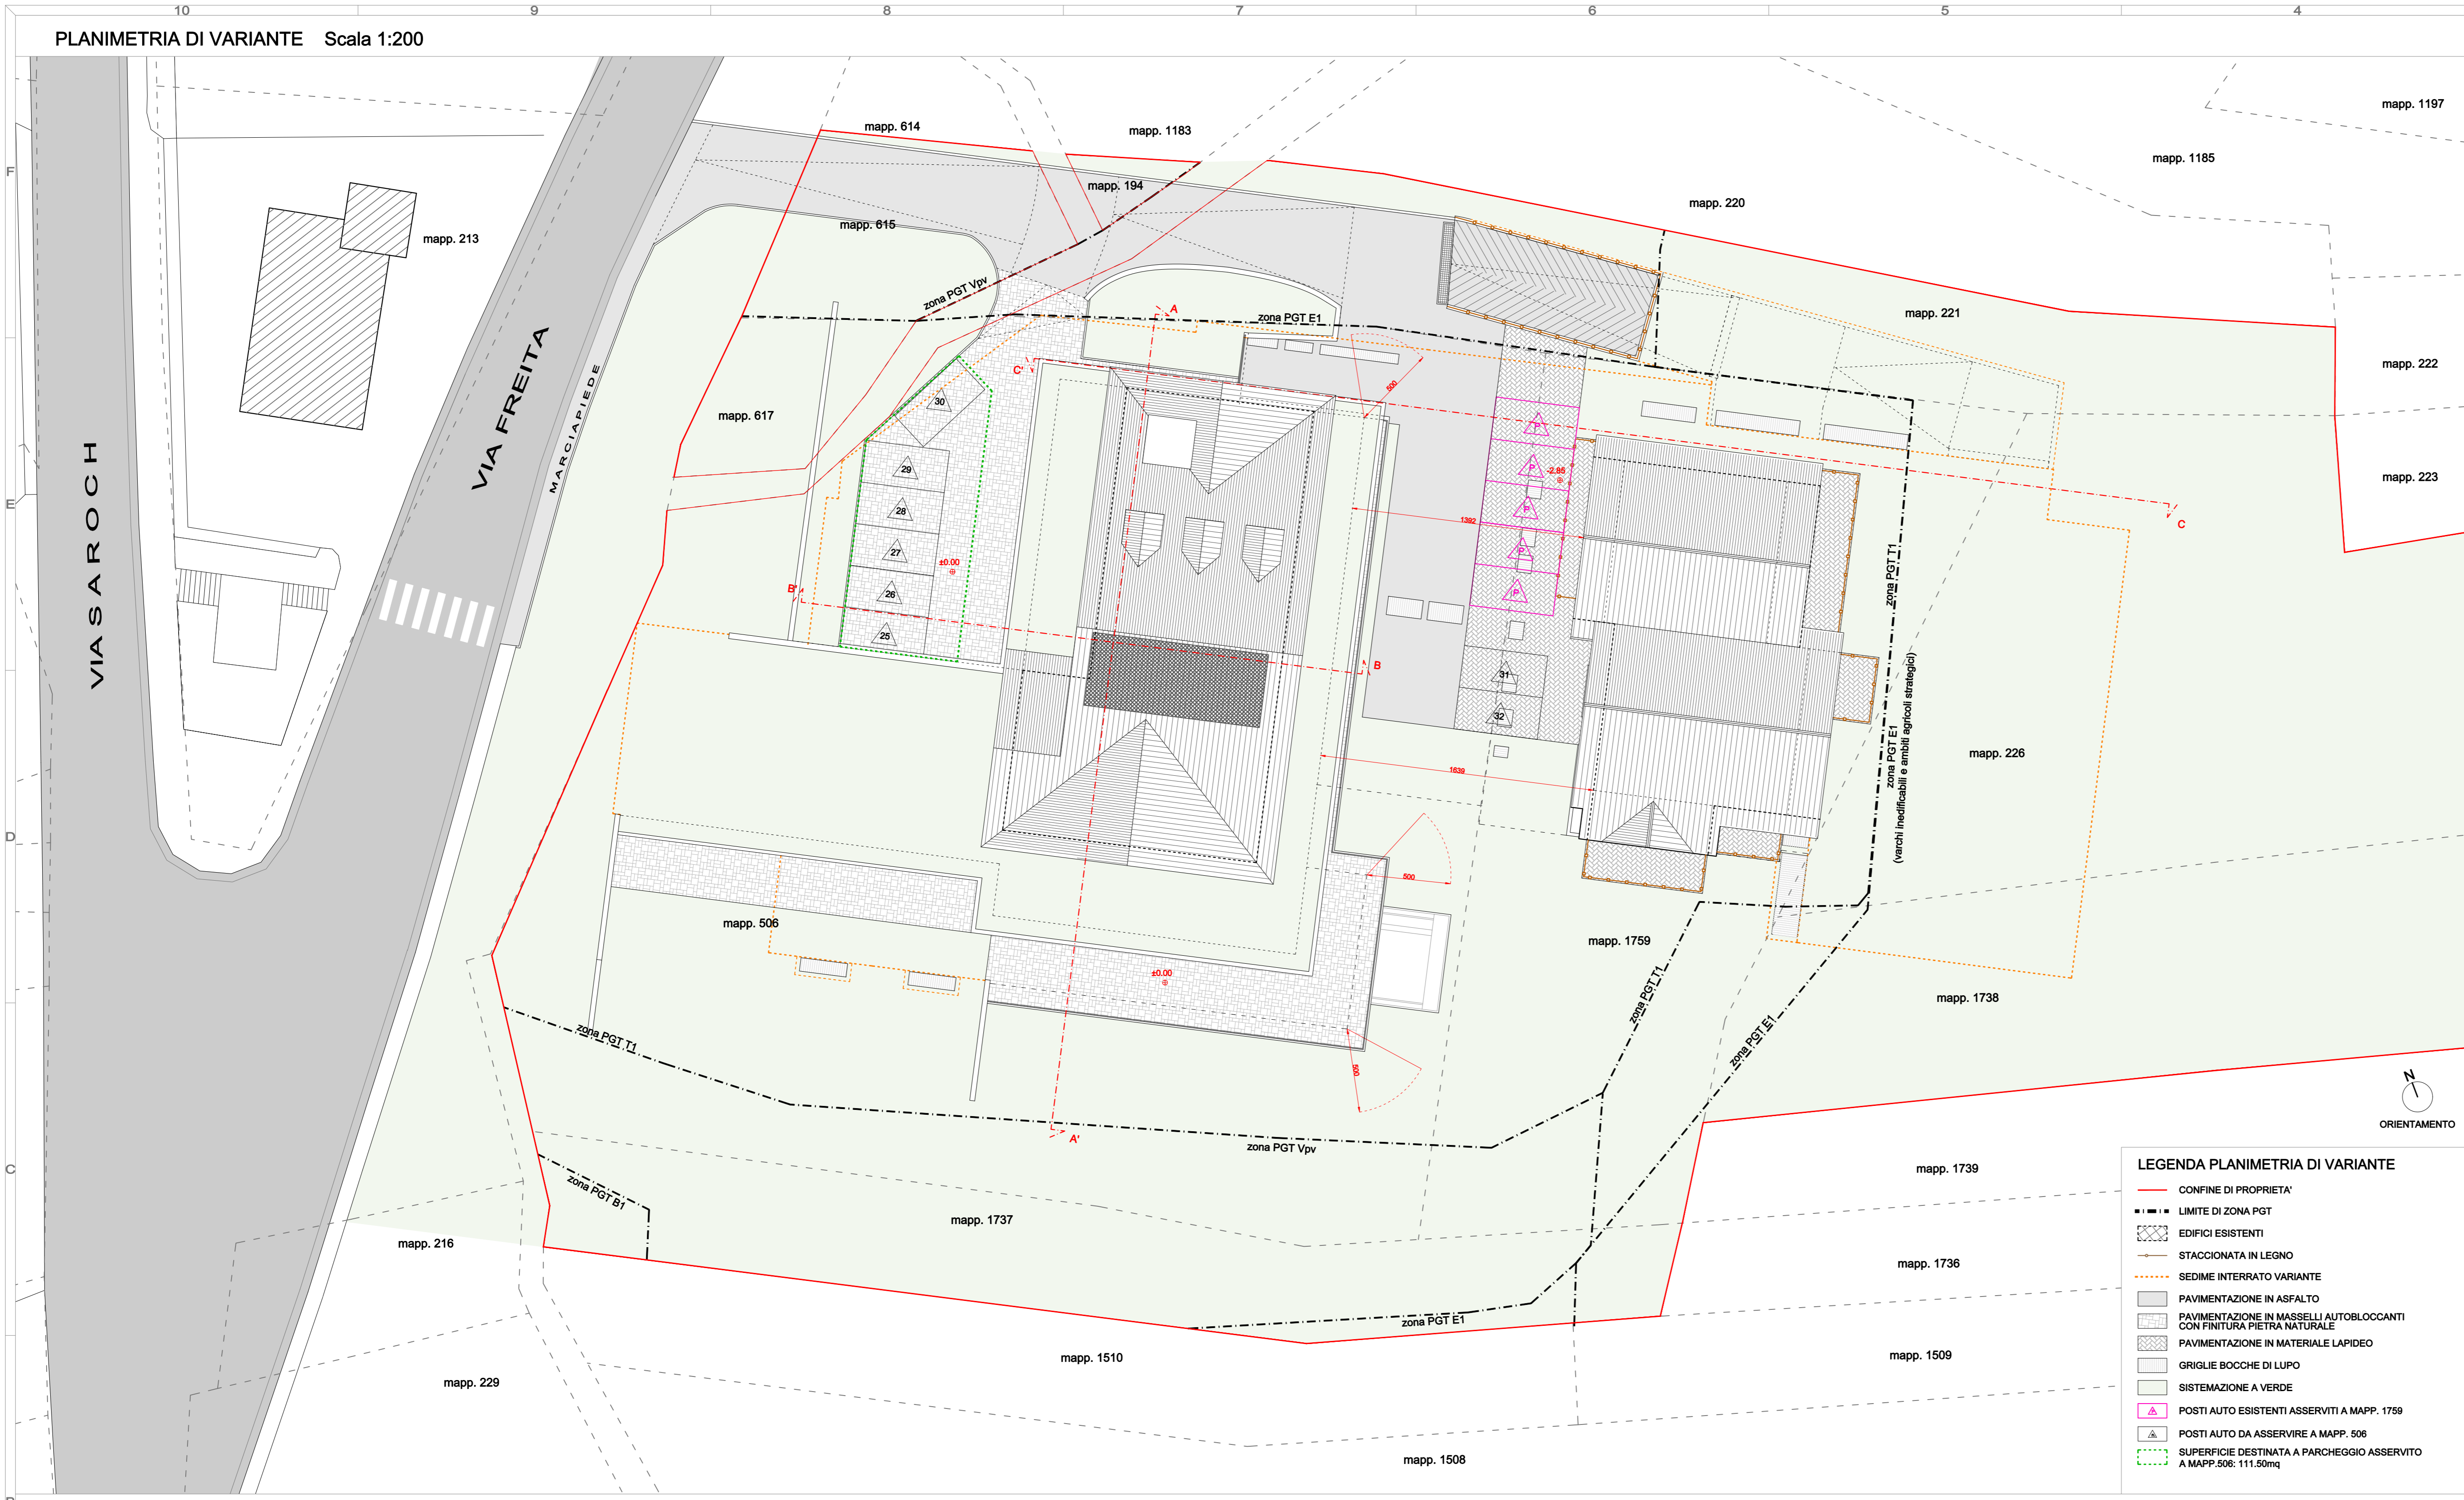 10
9
8
7
6
5
4
PLANIMETRIA DI VARIANTE Scala 1:200
F
E
D
C
mapp. 1197
mapp. 614
mapp. 1183
mapp. 1185
mapp. 194
mapp. 220
mapp. 615
mapp. 213
zona PGT Vpv
A
zona PGT E1
mapp. 221
C'
mapp. 222
500
30
mapp. 617
VIA FREITA
MARCIAPIEDE
VIA SAROCH
P
P
-2.85
P
P
P
29
28
27
26
25
±0.00
1392
mapp. 223
C
B'
B
zona PGT T1
31
32
zona PGT E1
(varchi inedificabili e ambiti agricoli strategici)
mapp. 226
1639
500
mapp. 506
mapp. 1759
±0.00
zona PGT T1
mapp. 1738
zona PGT T1
zona PGT E1
500
N
ORIENTAMENTO
A'
zona PGT Vpv
zona PGT B1
mapp. 1739
mapp. 1737
mapp. 216
mapp. 1736
zona PGT E1
mapp. 1510
mapp. 1509
mapp. 229
mapp. 1508
LEGENDA PLANIMETRIA DI VARIANTE
CONFINE DI PROPRIETA'
LIMITE DI ZONA PGT
EDIFICI ESISTENTI
STACCIONATA IN LEGNO
SEDIME INTERRATO VARIANTE
PAVIMENTAZIONE IN ASFALTO
PAVIMENTAZIONE IN MASSELLI AUTOBLOCCANTI
CON FINITURA PIETRA NATURALE
PAVIMENTAZIONE IN MATERIALE LAPIDEO
GRIGLIE BOCCHE DI LUPO
SISTEMAZIONE A VERDE
POSTI AUTO ESISTENTI ASSERVITI A MAPP. 1759
POSTI AUTO DA ASSERVIRE A MAPP. 506
SUPERFICIE DESTINATA A PARCHEGGIO ASSERVITO
A MAPP.506: 111.50mq